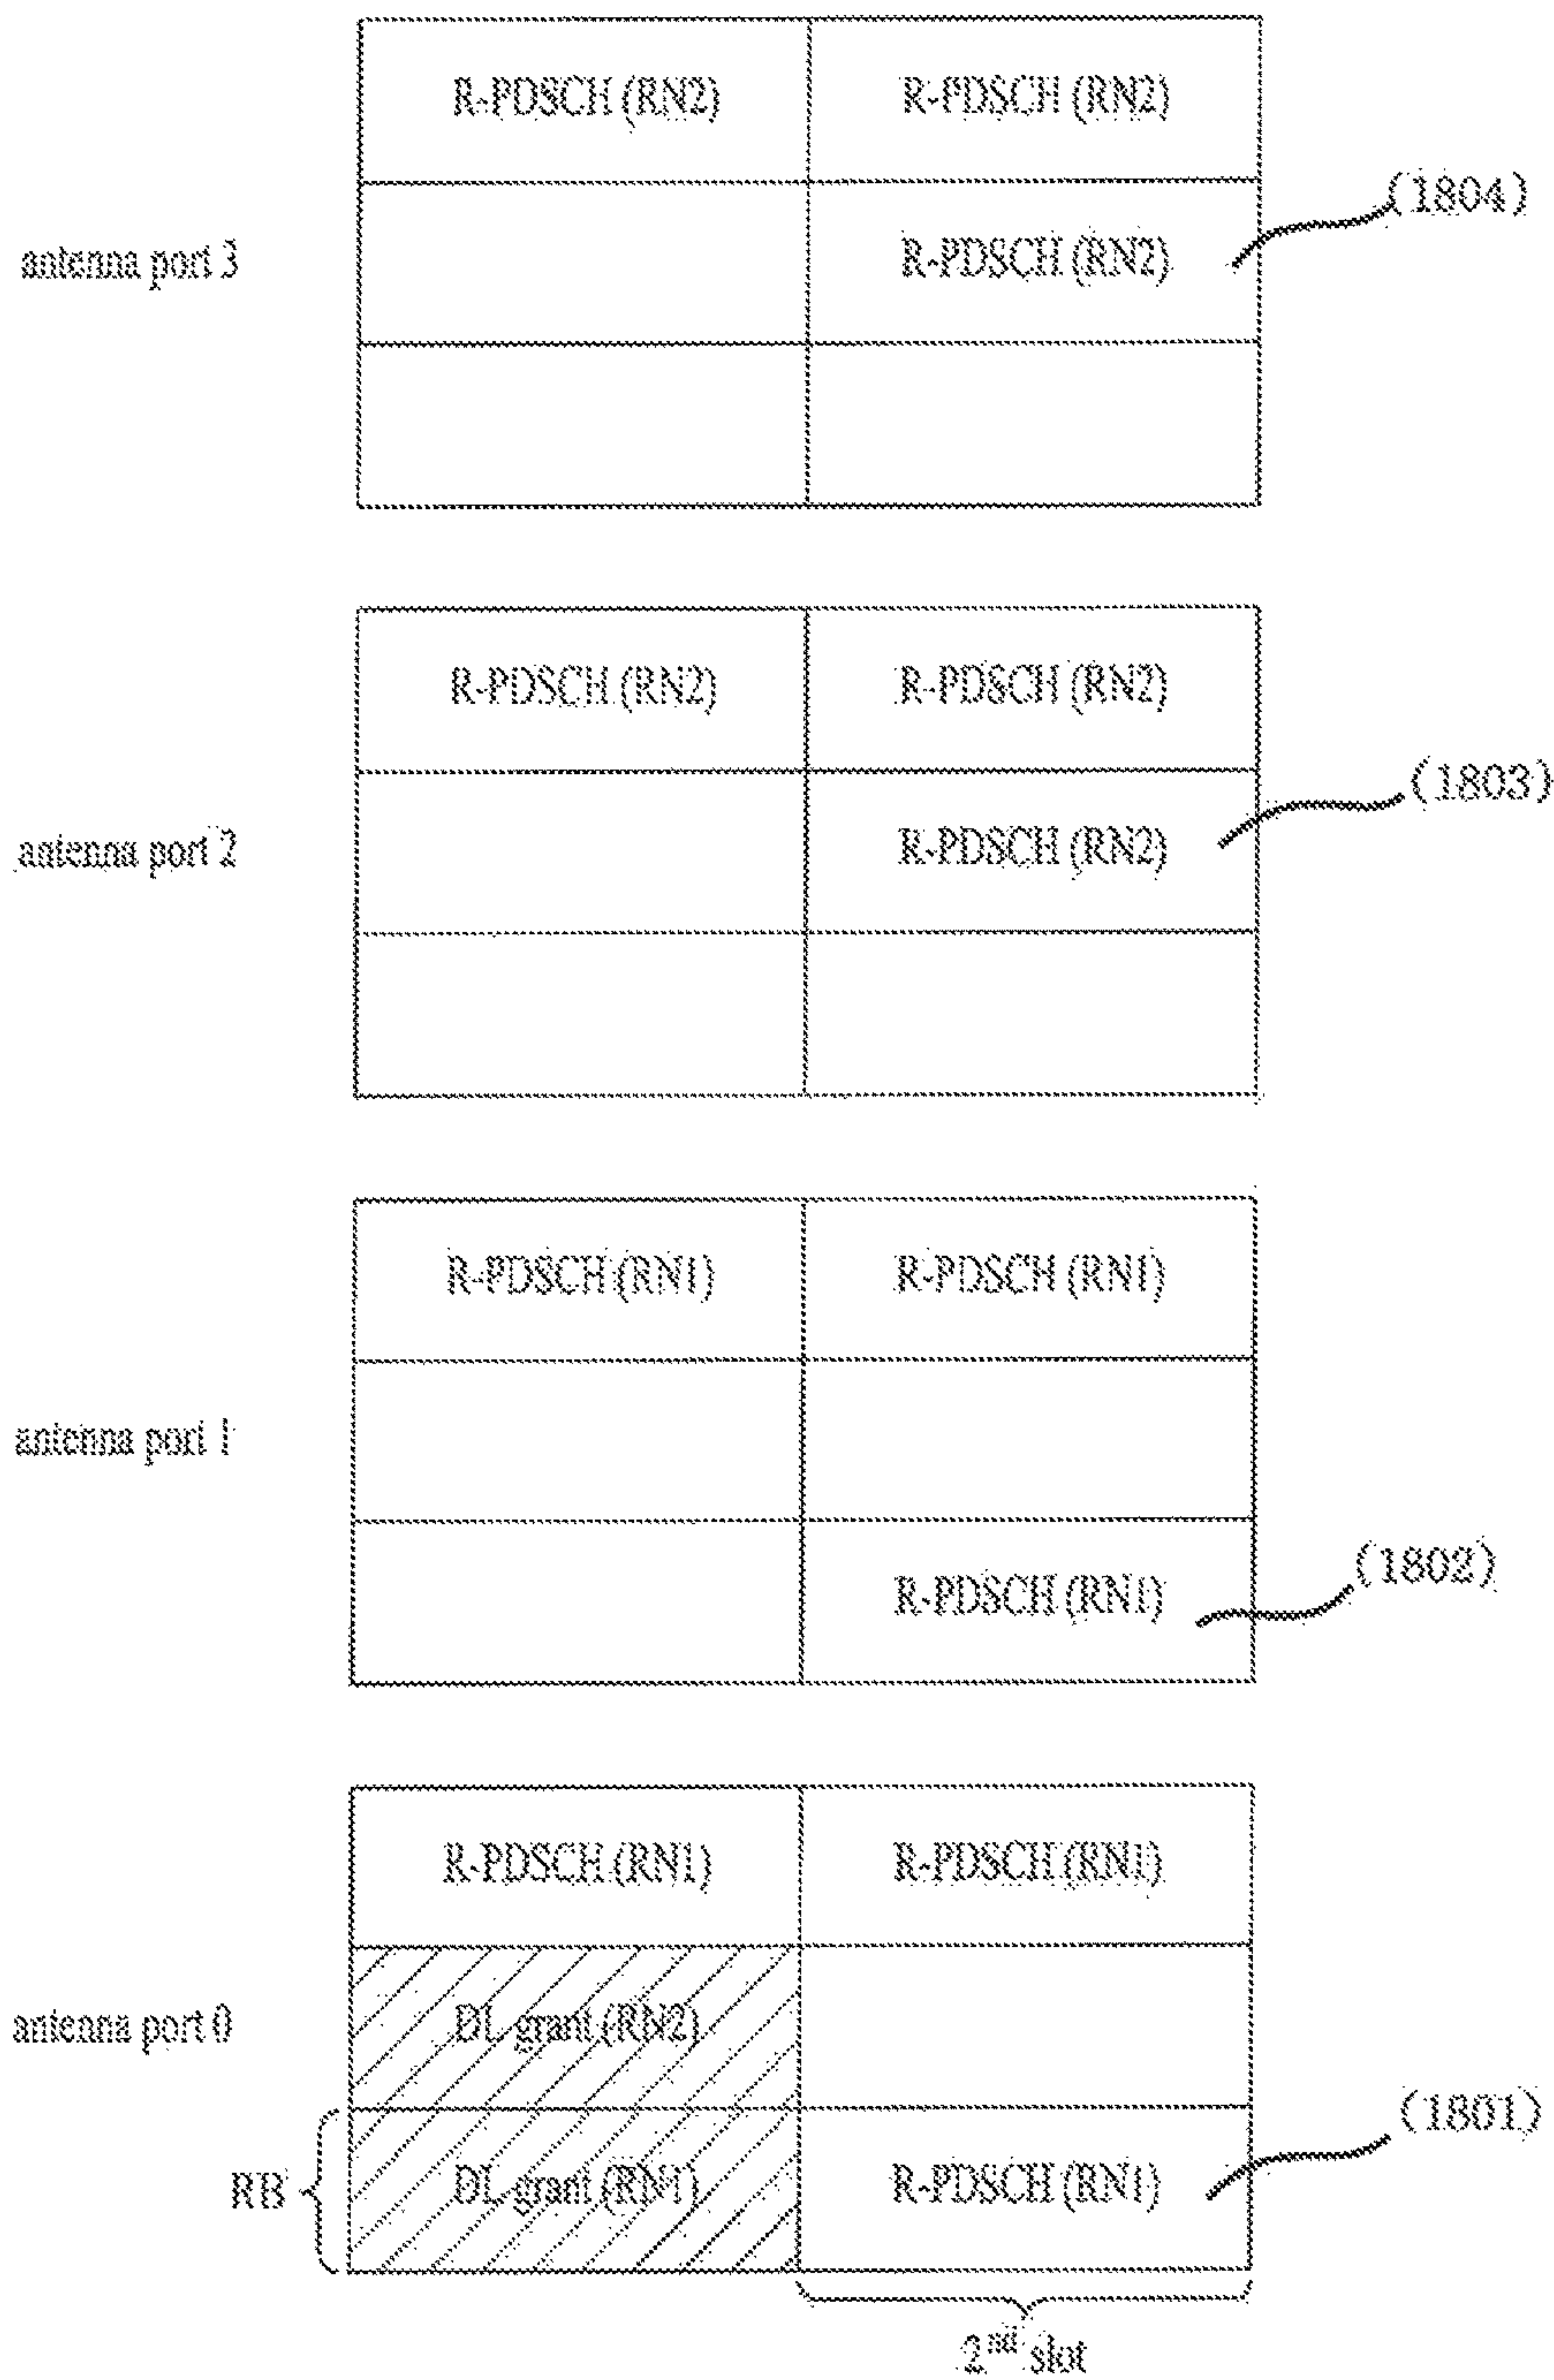 R-PDSCH (RN2) R-PDSCH (RN2)
(1804)
antenna port 3 R-PDSCH (RN2)
R-PDSCH (RN2) R-PDSCH (RN2)
(1803)
antenna port 2 R-PDSCH (RN2)
R-PDSCH (RN1) R-PDSCH (RN1)
antenna port 1
(1802)
R-PDSCH (RN1)
R-PDSCH (RN1) R-PDSCH (RN1)
antenna port 0 DL grant (RN2)
(1801)
RB DL grant (RN1) R-PDSCH (RN1)
2nd slot